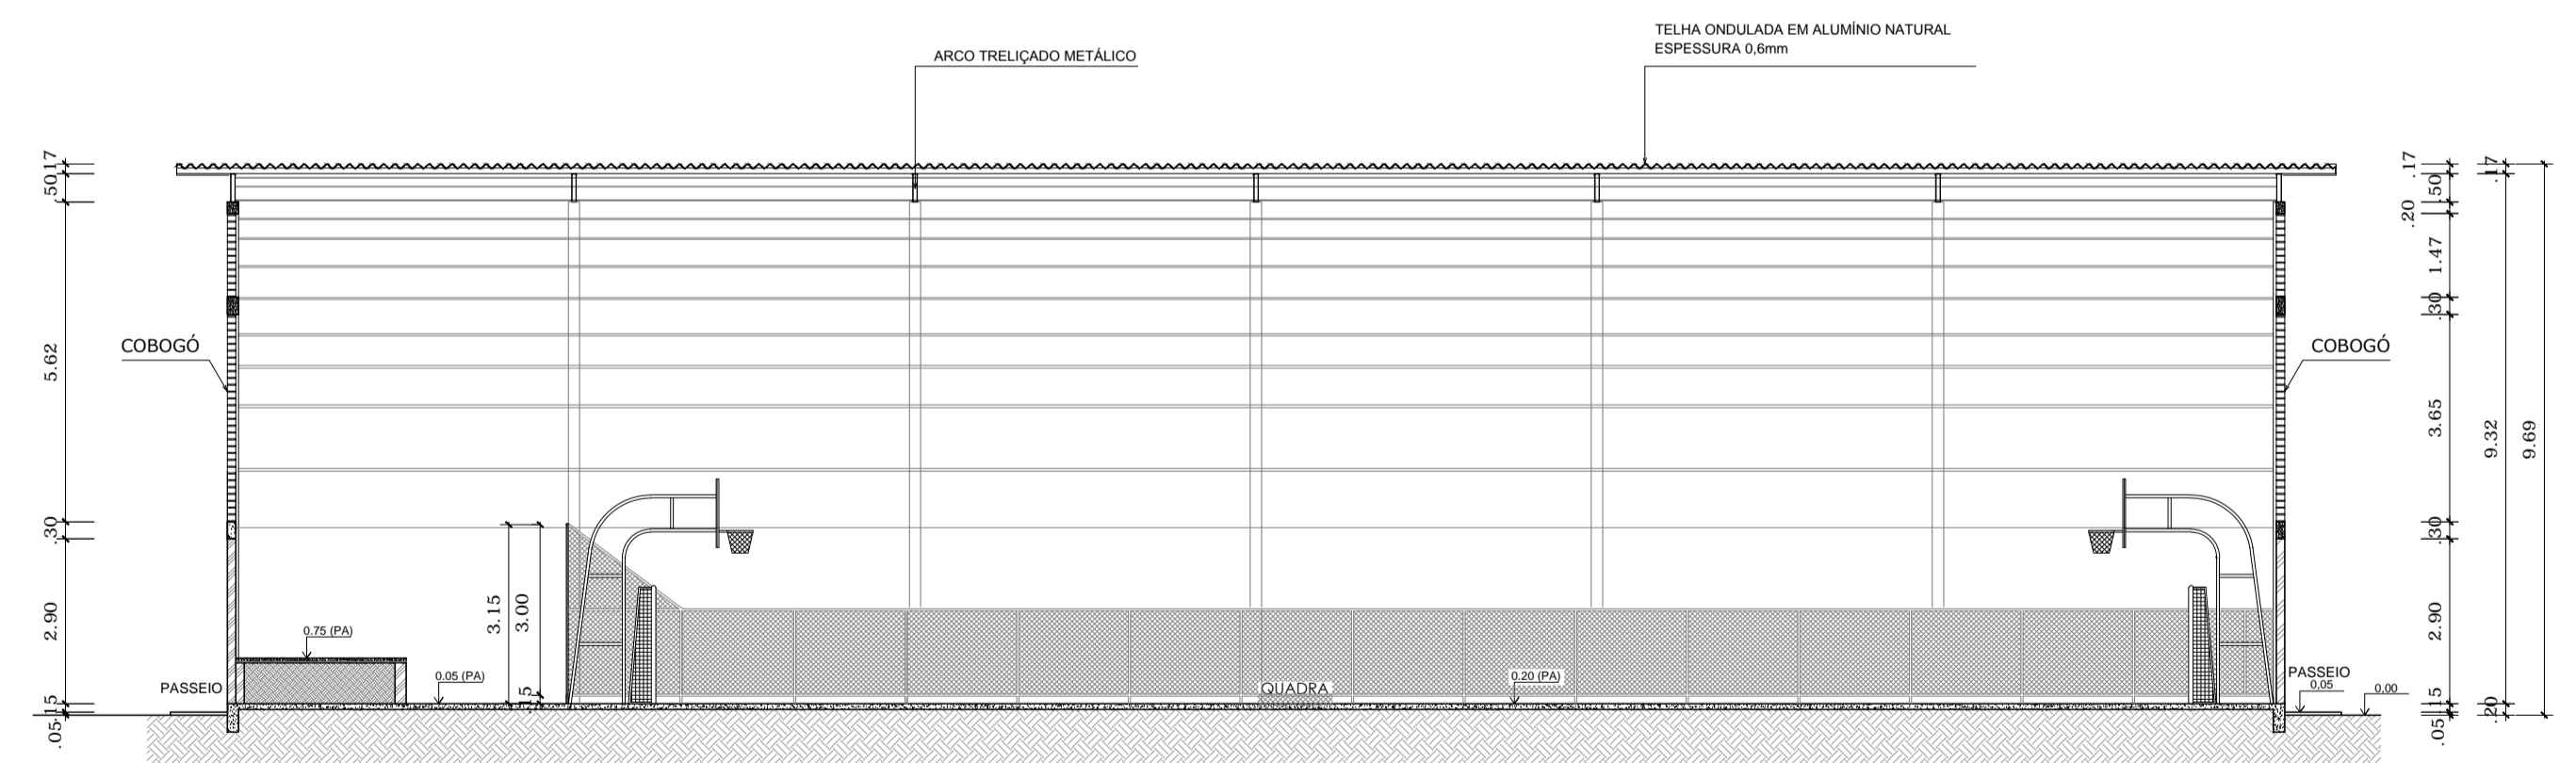 TELHA ONDULADA EM ALUMÍNIO NATURAL
ESPESSURA 0,6mm
ARCO TRELIÇADO METÁLICO
.17
.50
5.62
.30
2.90
.15
.05
COBOGÓ
PASSEIO
0.75 (PA)
0.05 (PA)
3.15
3.00
.15
QUADRA
0.20 (PA)
COBOGÓ
PASSEIO
0,05
0,00
.17
.50
.20
1.47
.30
3.65
.30
2.90
.15
.05
.17
9.32
.20
9.69